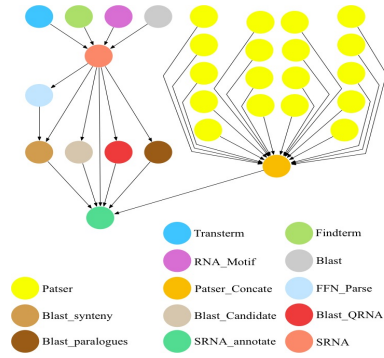 Transterm
Findterm
RNA_Motif
Blast
Patser
Patser_Concate
FFN_Parse
Blast_synteny
Blast_Candidate
Blast_QRNA
Blast_paralogues
SRNA_annotate
SRNA